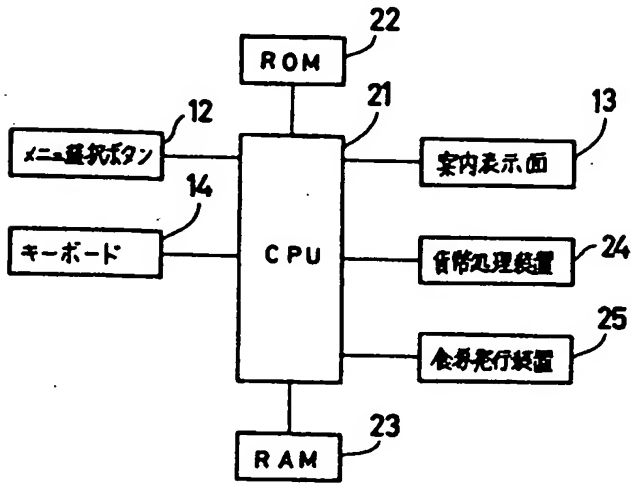 22
ROM
12
21
13
メニュー選択ボタン
案内表示面
14
キーボード
CPU
貨幣処理装置
24
25
食券発行装置
23
RAM